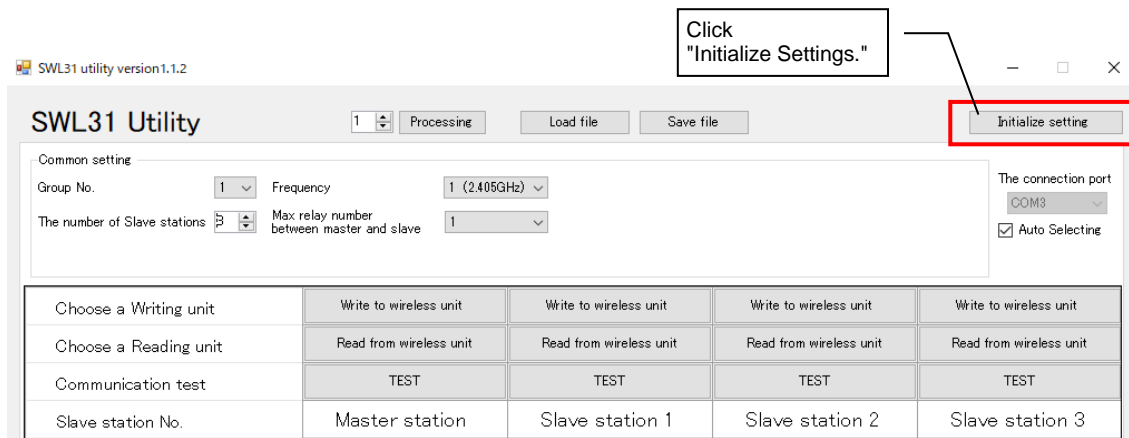 Click
"Initialize Settings."
SWL31 utility version1.1.2
SWL31 Utility
1 Processing Load file Save file Initialize setting
Common setting
Group No. 1 Frequency 1 (2.405GHz)
The connection port
COM3
The number of Slave stations 3 Max relay number
between master and slave 1
Auto Selecting
Choose a Writing unit Write to wireless unit Write to wireless unit Write to wireless unit Write to wireless unit
Choose a Reading unit Read from wireless unit Read from wireless unit Read from wireless unit Read from wireless unit
Communication test TEST TEST TEST TEST
Slave station No. Master station Slave station 1 Slave station 2 Slave station 3